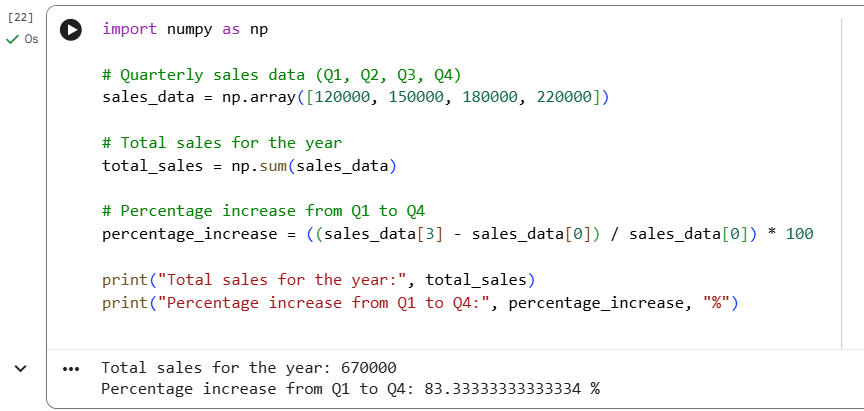 [22]
0s
import numpy as np
# Quarterly sales data (Q1, Q2, Q3, Q4)
sales_data = np.array([120000, 150000, 180000, 220000])
# Total sales for the year
total_sales = np.sum(sales_data)
# Percentage increase from Q1 to Q4
percentage_increase = ((sales_data[3] - sales_data[0]) / sales_data[0]) * 100
print("Total sales for the year:", total_sales)
print("Percentage increase from Q1 to Q4:", percentage_increase, "%")
Total sales for the year: 670000
Percentage increase from Q1 to Q4: 83.33333333333334 %